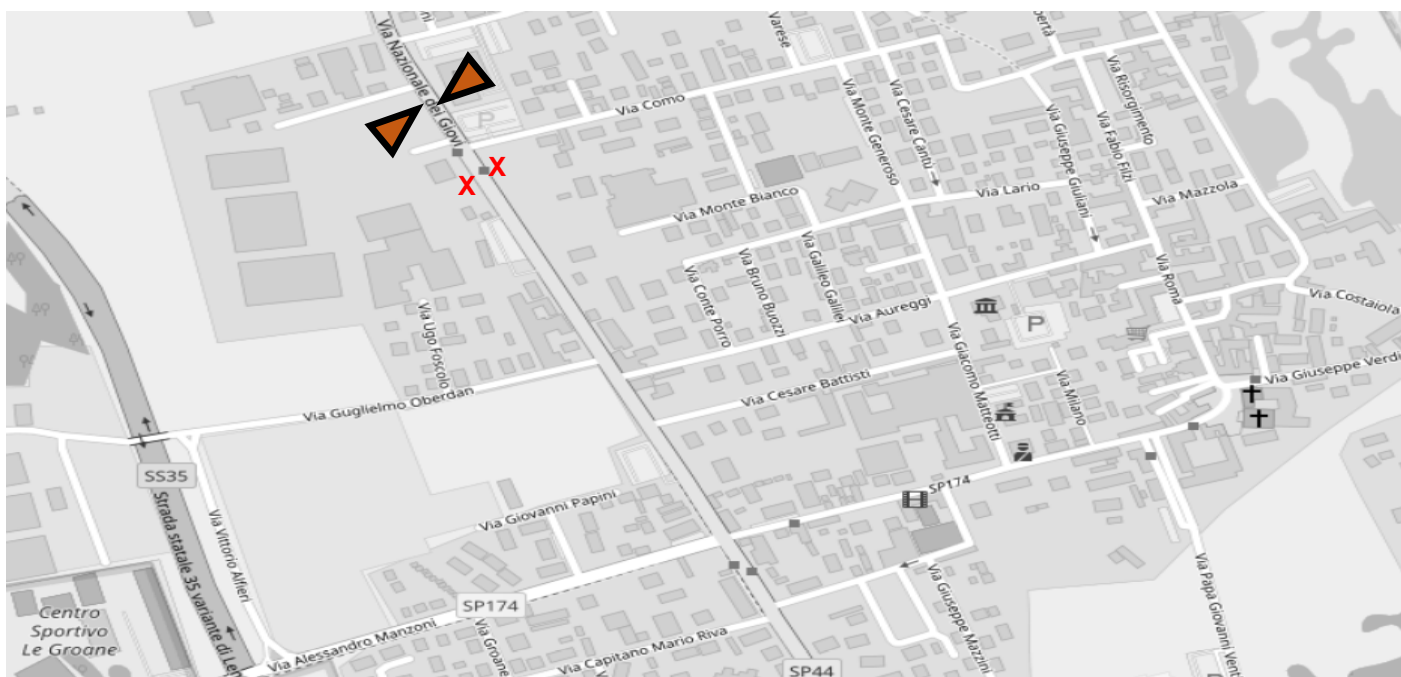 Via Nazionale dei Giovi
Varese
Via Como
P
X
X
Via Monte Generoso
Via Cesare Cantù
Via Giuseppe Giuliani
Via Risorgimento
Via Fabio Filzi
Via Mazzola
Via Lario
Via Monte Bianco
Via Conte Porro
Via Bruno Buozzi
Via Galileo Galilei
Via Aureggi
Via Roma
Via Costaiola
P
Via Ugo Foscolo
Via Guglielmo Oberdan
Via Cesare Battisti
Via Giacomo Matteotti
Via Milano
Via Giuseppe Verdi
SS35
Strada statale 35 variante di Len
Via Vittorio Alfieri
Via Giovanni Papini
SP174
SP174
Via Papa Giovanni Vent
Via Giuseppe Mazzini
Centro
Sportivo
Le Groane
Via Alessandro Manzoni
Via Groane
Via Capitano Mario Riva
SP44